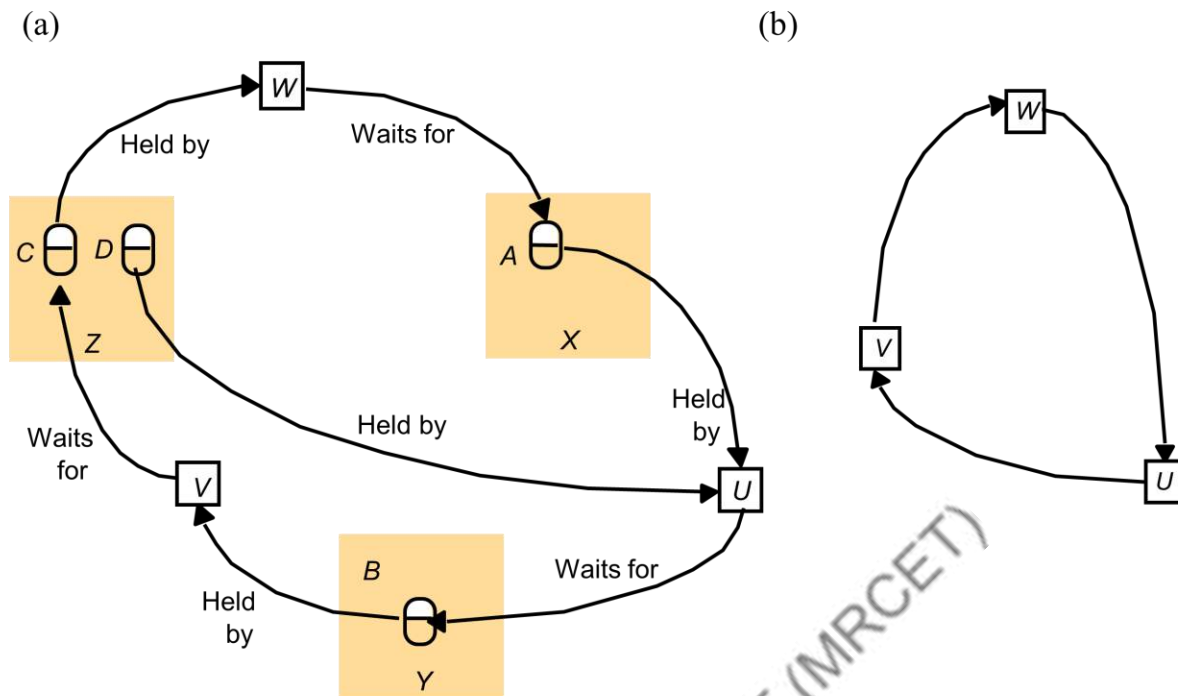 (a)
(b)
W
Waits for
Held by
W
C
D
A
Z
X
V
Held
by
Held by
Waits
for
V
U
U
B
Waits for
Held
by
Y
(MRCET)